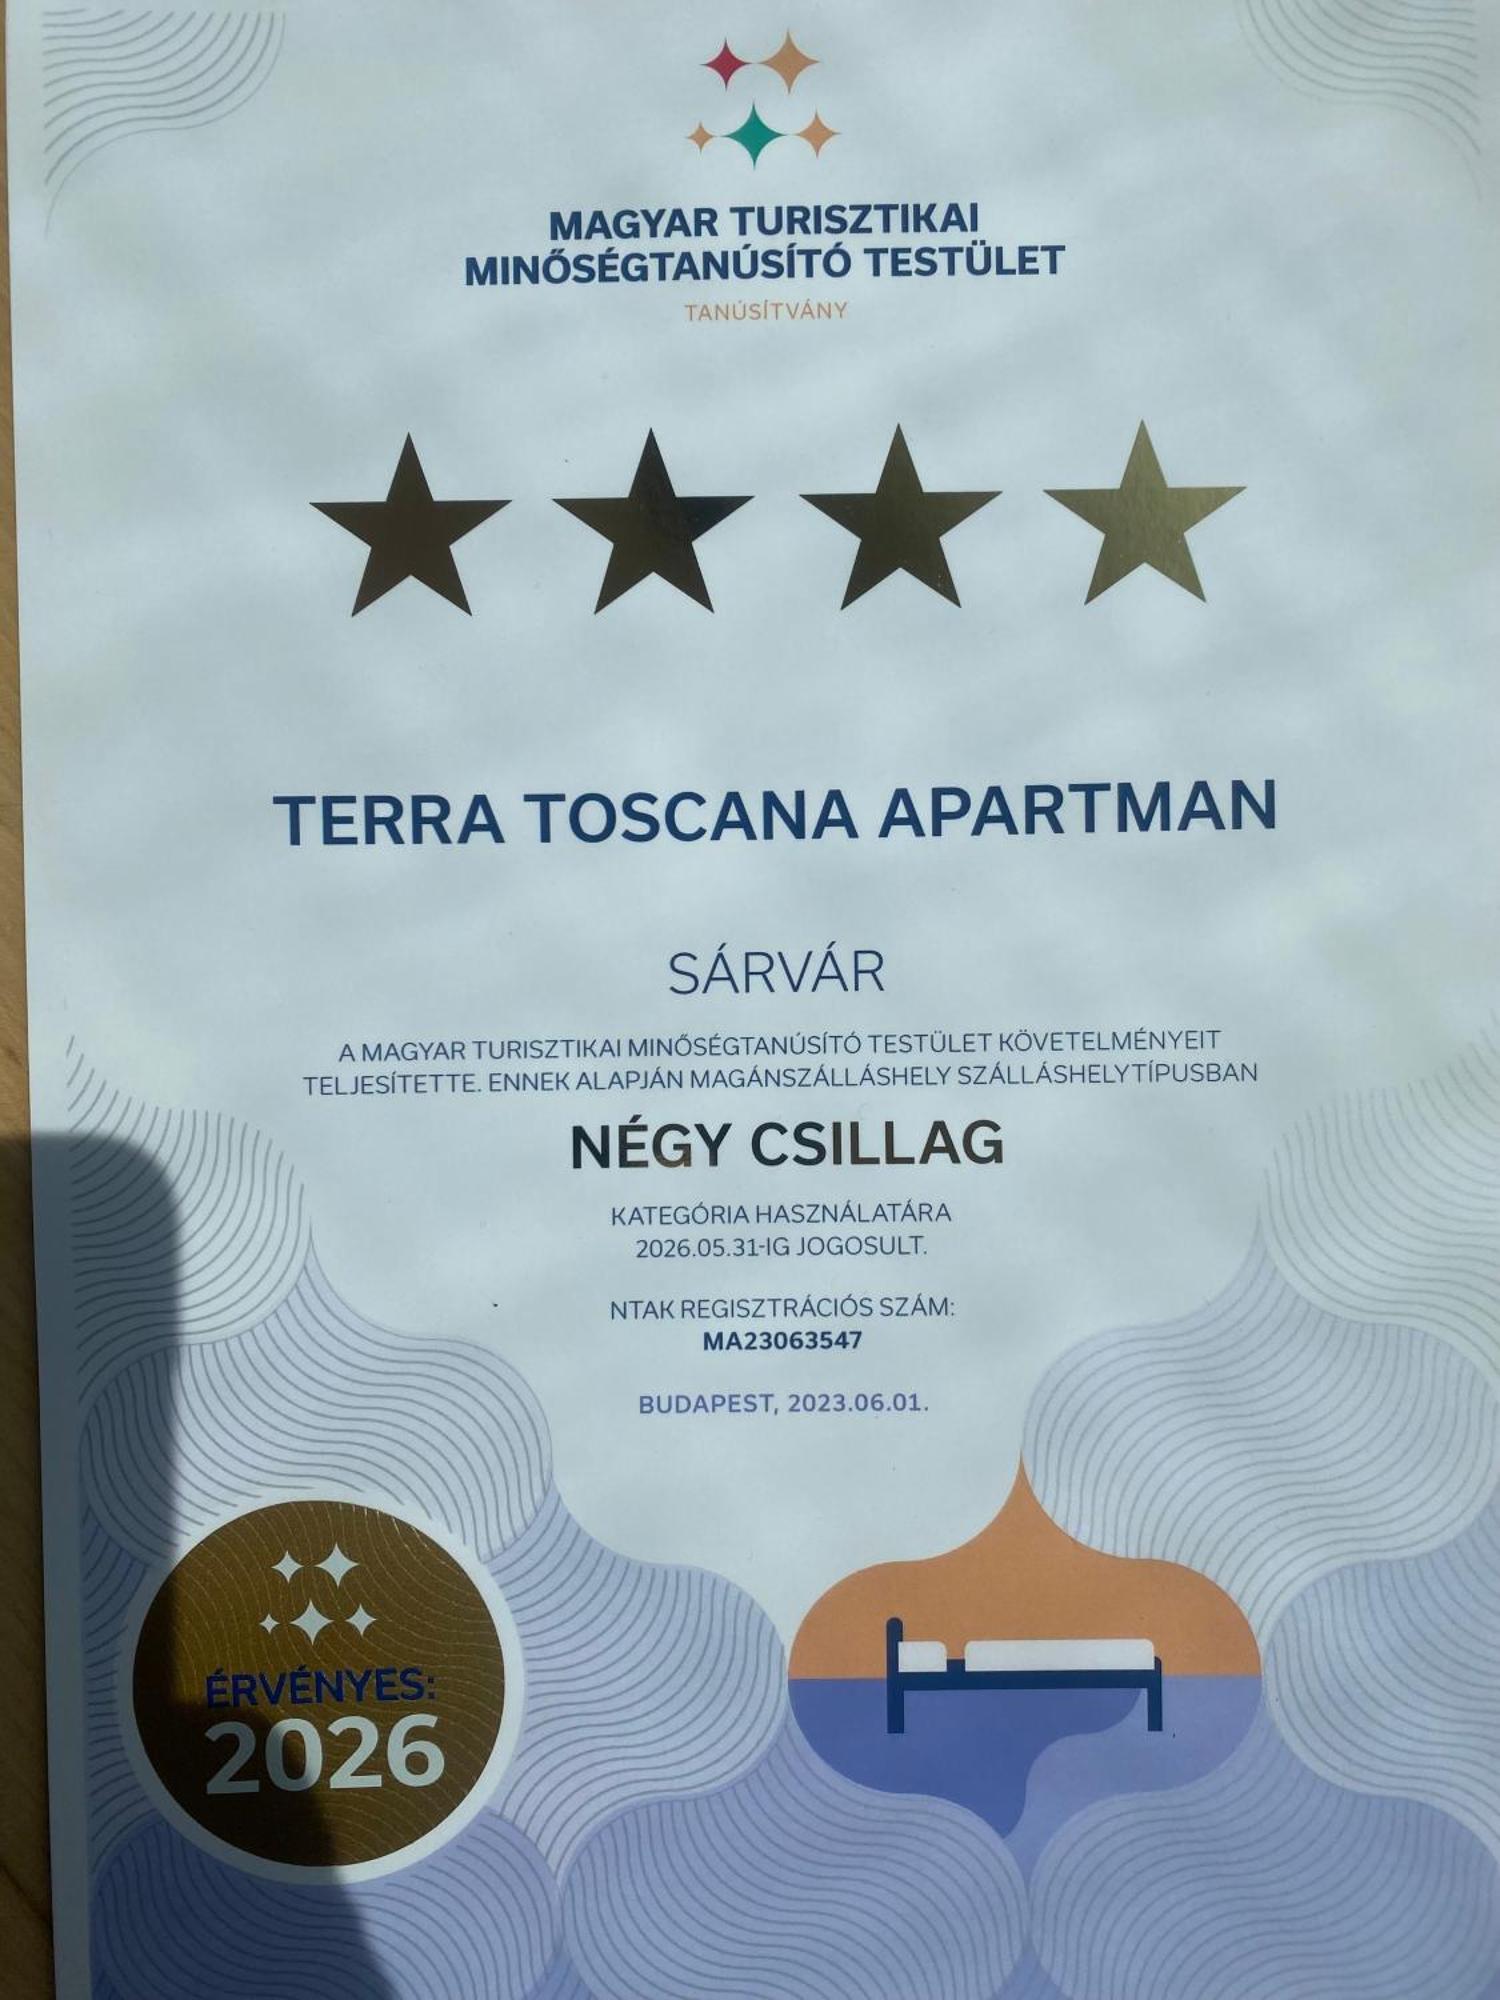 MAGYAR TURISZTIKAI
MINŐSÉGTANÚSÍTÓ TESTÜLET
TANÚSÍTVÁNY
TERRA TOSCANA APARTMAN
SÁRVÁR
A MAGYAR TURISZTIKAI MINŐSÉGTANÚSÍTÓ TESTÜLET KÖVETELMÉNYEIT
TELJESÍTETTE. ENNEK ALAPJÁN MAGÁNSZÁLLÁSHELY SZÁLLÁSHELYTÍPUSBAN
NÉGY CSILLAG
KATEGÓRIA HASZNÁLATÁRA
2026.05.31-IG JOGOSULT.
NTAK REGISZTRÁCIÓS SZÁM:
MA23063547
BUDAPEST, 2023.06.01.
ÉRVÉNYES:
2026